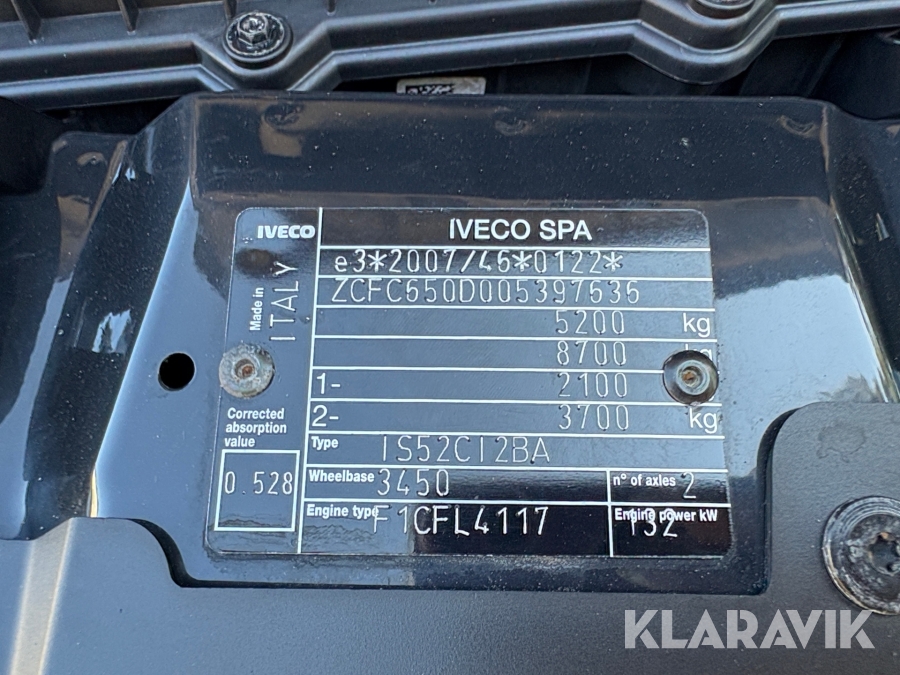 IVECO
IVECO SPA
Made in
ITALY
e3*2007/46*0122*
ZCFC650D005397636
5200 kg
8700 kg
1- 2100
2- 3700 kg
Corrected
absorption
value
0.528
Type IS52CI2BA
Wheelbase 3450
n° of axles 2
Engine type F1CFL4117
Engine power kW 132
KLARAVIK